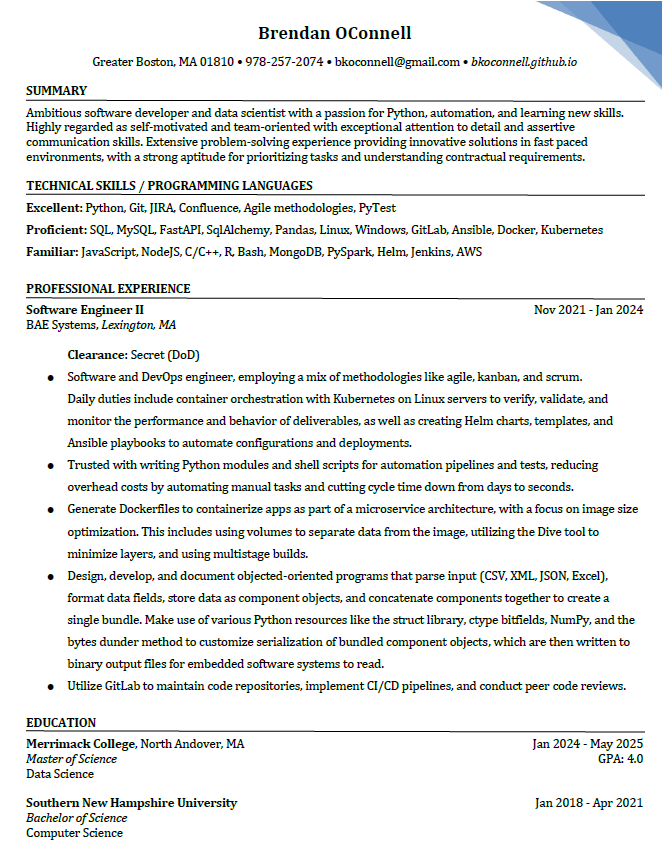 Brendan OConnell
Greater Boston, MA 01810 • 978-257-2074 • bkoconnell@gmail.com • bkoconnell.github.io
SUMMARY
Ambitious software developer and data scientist with a passion for Python, automation, and learning new skills.
Highly regarded as self-motivated and team-oriented with exceptional attention to detail and assertive
communication skills. Extensive problem-solving experience providing innovative solutions in fast paced
environments, with a strong aptitude for prioritizing tasks and understanding contractual requirements.
TECHNICAL SKILLS / PROGRAMMING LANGUAGES
Excellent: Python, Git, JIRA, Confluence, Agile methodologies, PyTest
Proficient: SQL, MySQL, FastAPI, SqlAlchemy, Pandas, Linux, Windows, GitLab, Ansible, Docker, Kubernetes
Familiar: JavaScript, NodeJS, C/C++, R, Bash, MongoDB, PySpark, Helm, Jenkins, AWS
PROFESSIONAL EXPERIENCE
Software Engineer II Nov 2021 - Jan 2024
BAE Systems, Lexington, MA
Clearance: Secret (DoD)
● Software and DevOps engineer, employing a mix of methodologies like agile, kanban, and scrum.
Daily duties include container orchestration with Kubernetes on Linux servers to verify, validate, and
monitor the performance and behavior of deliverables, as well as creating Helm charts, templates, and
Ansible playbooks to automate configurations and deployments.
● Trusted with writing Python modules and shell scripts for automation pipelines and tests, reducing
overhead costs by automating manual tasks and cutting cycle time down from days to seconds.
● Generate Dockerfiles to containerize apps as part of a microservice architecture, with a focus on image size
optimization. This includes using volumes to separate data from the image, utilizing the Dive tool to
minimize layers, and using multistage builds.
● Design, develop, and document objected-oriented programs that parse input (CSV, XML, JSON, Excel),
format data fields, store data as component objects, and concatenate components together to create a
single bundle. Make use of various Python resources like the struct library, ctype bitfields, NumPy, and the
bytes dunder method to customize serialization of bundled component objects, which are then written to
binary output files for embedded software systems to read.
● Utilize GitLab to maintain code repositories, implement CI/CD pipelines, and conduct peer code reviews.
EDUCATION
Merrimack College, North Andover, MA Jan 2024 - May 2025
Master of Science GPA: 4.0
Data Science
Southern New Hampshire University Jan 2018 - Apr 2021
Bachelor of Science
Computer Science